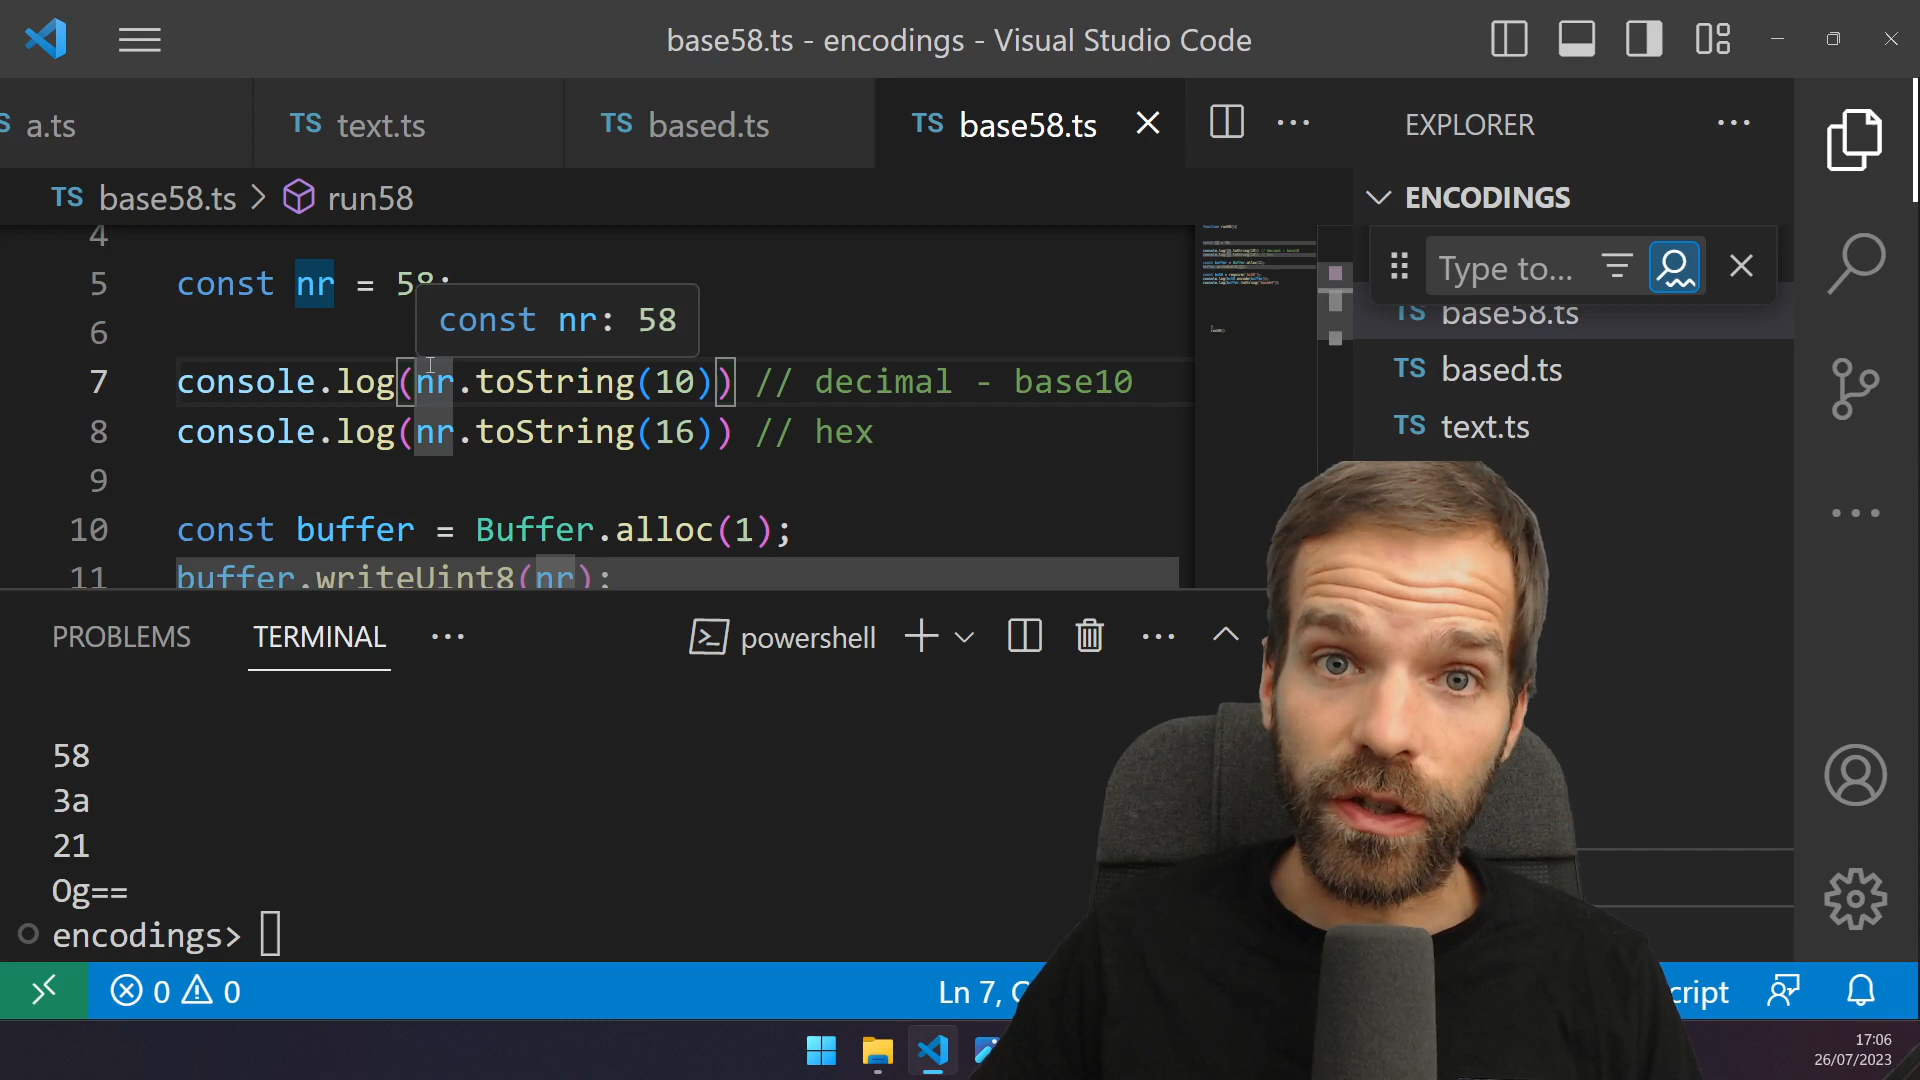 base58.ts - encodings - Visual Studio Code
a.ts
TS text.ts
TS based.ts
TS base58.ts
EXPLORER
TS base58.ts > run58
ENCODINGS
4
5 const nr = 58;
const nr: 58
Type to...
TS base58.ts
6
7 console.log(nr.toString(10)) // decimal - base10
TS based.ts
8 console.log(nr.toString(16)) // hex
TS text.ts
9
10 const buffer = Buffer.alloc(1);
11 buffer.writeUint8(nr);
PROBLEMS
TERMINAL
powershell
58
3a
21
Og==
encodings>
0 0
Ln 7, C
cript
17:06
26/07/2023